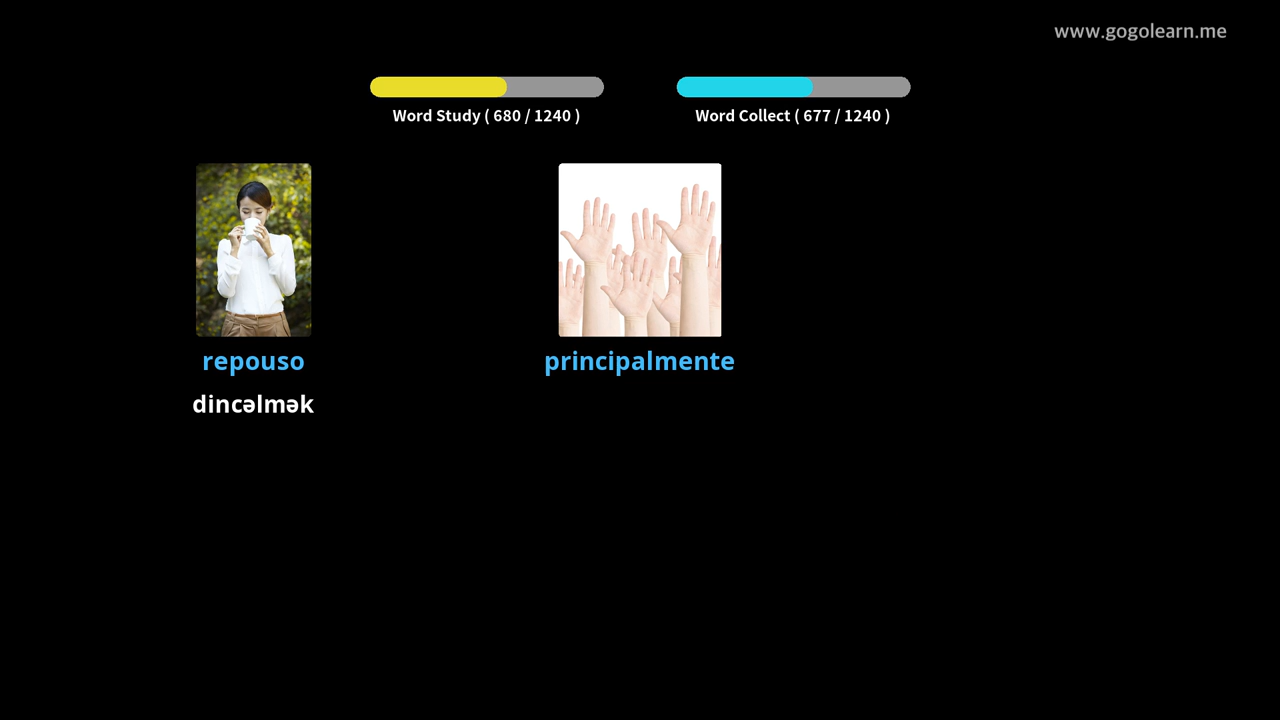 www.gogolearn.me
Word Study ( 680 / 1240 )
Word Collect ( 677 / 1240 )
repouso
principalmente
dincəlmək